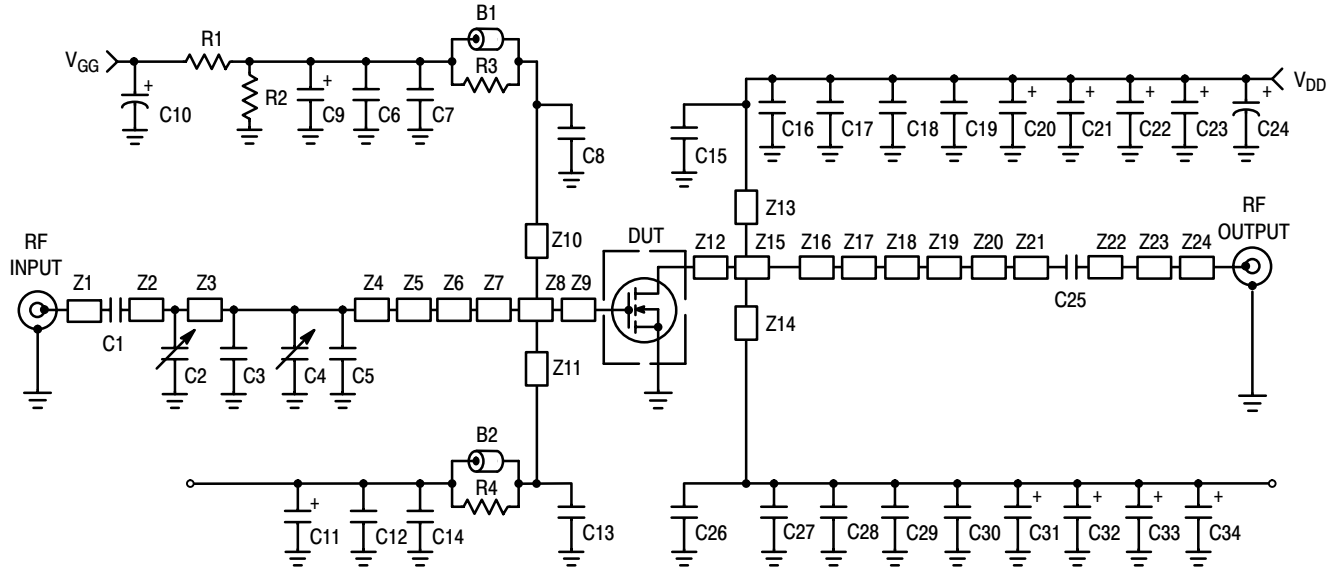 B1
R1
V_GG
R3
V_DD
+
+
+
+
+
+
+
R2
C10
C9
C6
C7
C16
C17
C18
C19
C20
C21
C22
C23
C24
C8
C15
Z13
RF
INPUT
Z10
DUT
Z12
Z15
Z16
Z17
Z18
Z19
Z20
Z21
Z22
Z23
Z24
RF
OUTPUT
Z1
Z2
Z3
Z4
Z5
Z6
Z7
Z8
Z9
C25
C1
Z14
C2
C3
C4
C5
Z11
B2
R4
+
+
+
+
+
C11
C12
C14
C13
C26
C27
C28
C29
C30
C31
C32
C33
C34